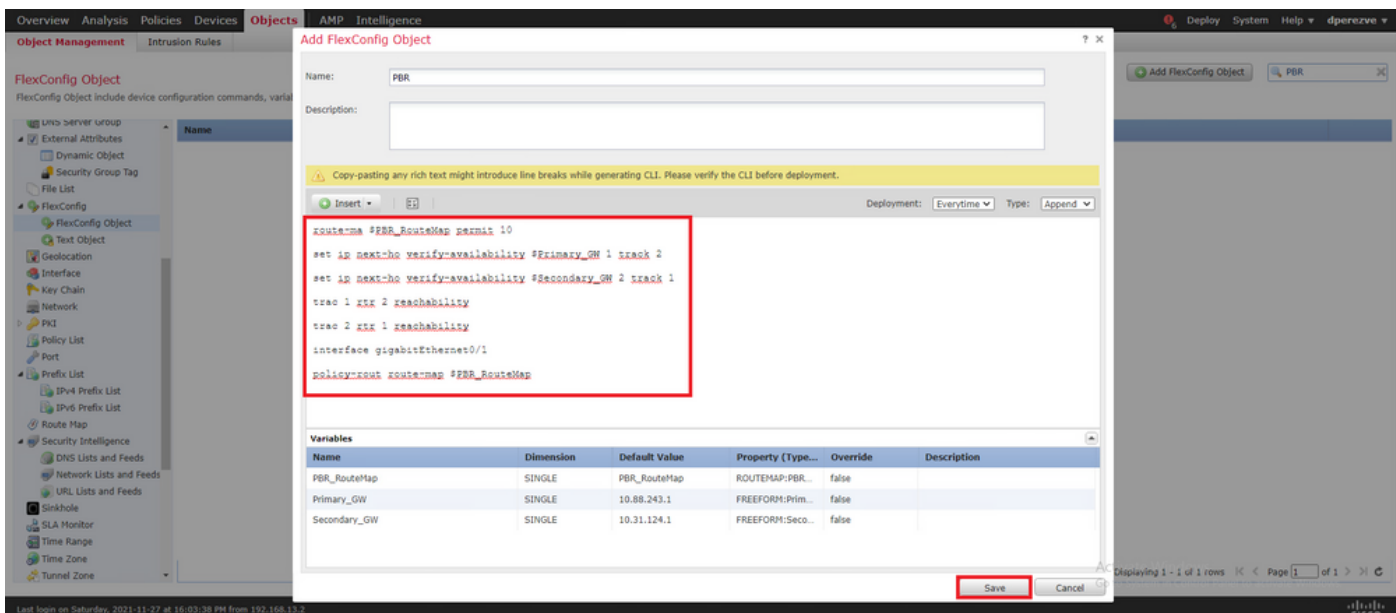 Overview Analysis Policies Devices Objects AMP Intelligence Deploy System Help dperezve
Object Management Intrusion Rules
Add FlexConfig Object ? ×
FlexConfig Object
FlexConfig Object include device configuration commands, varial
Add FlexConfig Object PBR
DNS Server Group
External Attributes
Dynamic Object
Security Group Tag
File List
FlexConfig
FlexConfig Object
Text Object
Geolocation
Interface
Key Chain
Network
PKI
Policy List
Port
Prefix List
IPv4 Prefix List
IPv6 Prefix List
Route Map
Security Intelligence
DNS Lists and Feeds
Network Lists and Feeds
URL Lists and Feeds
Sinkhole
SLA Monitor
Time Range
Time Zone
Tunnel Zone
Name
Name: PBR
Description:
Copy-pasting any rich text might introduce line breaks while generating CLI. Please verify the CLI before deployment.
Insert Deployment: Everytime Type: Append
route-ma $PBR_RouteMap permit 10
set ip next-ho verify-availability $Primary_GW 1 track 2
set ip next-ho verify-availability $Secondary_GW 2 track 1
trac 1 rtr 2 reachability
trac 2 rtr 1 reachability
interface gigabitEthernet0/1
policy-rout route-map $PBR_RouteMap
Variables
Name Dimension Default Value Property (Type... Override Description
PBR_RouteMap SINGLE PBR_RouteMap ROUTEMAP:PBR... false
Primary_GW SINGLE 10.88.243.1 FREEFORM:Prim... false
Secondary_GW SINGLE 10.31.124.1 FREEFORM:Seco... false
Displaying 1 - 1 of 1 rows Page 1 of 1
Save Cancel
Last login on Saturday, 2021-11-27 at 16:03:38 PM from 192.168.13.2